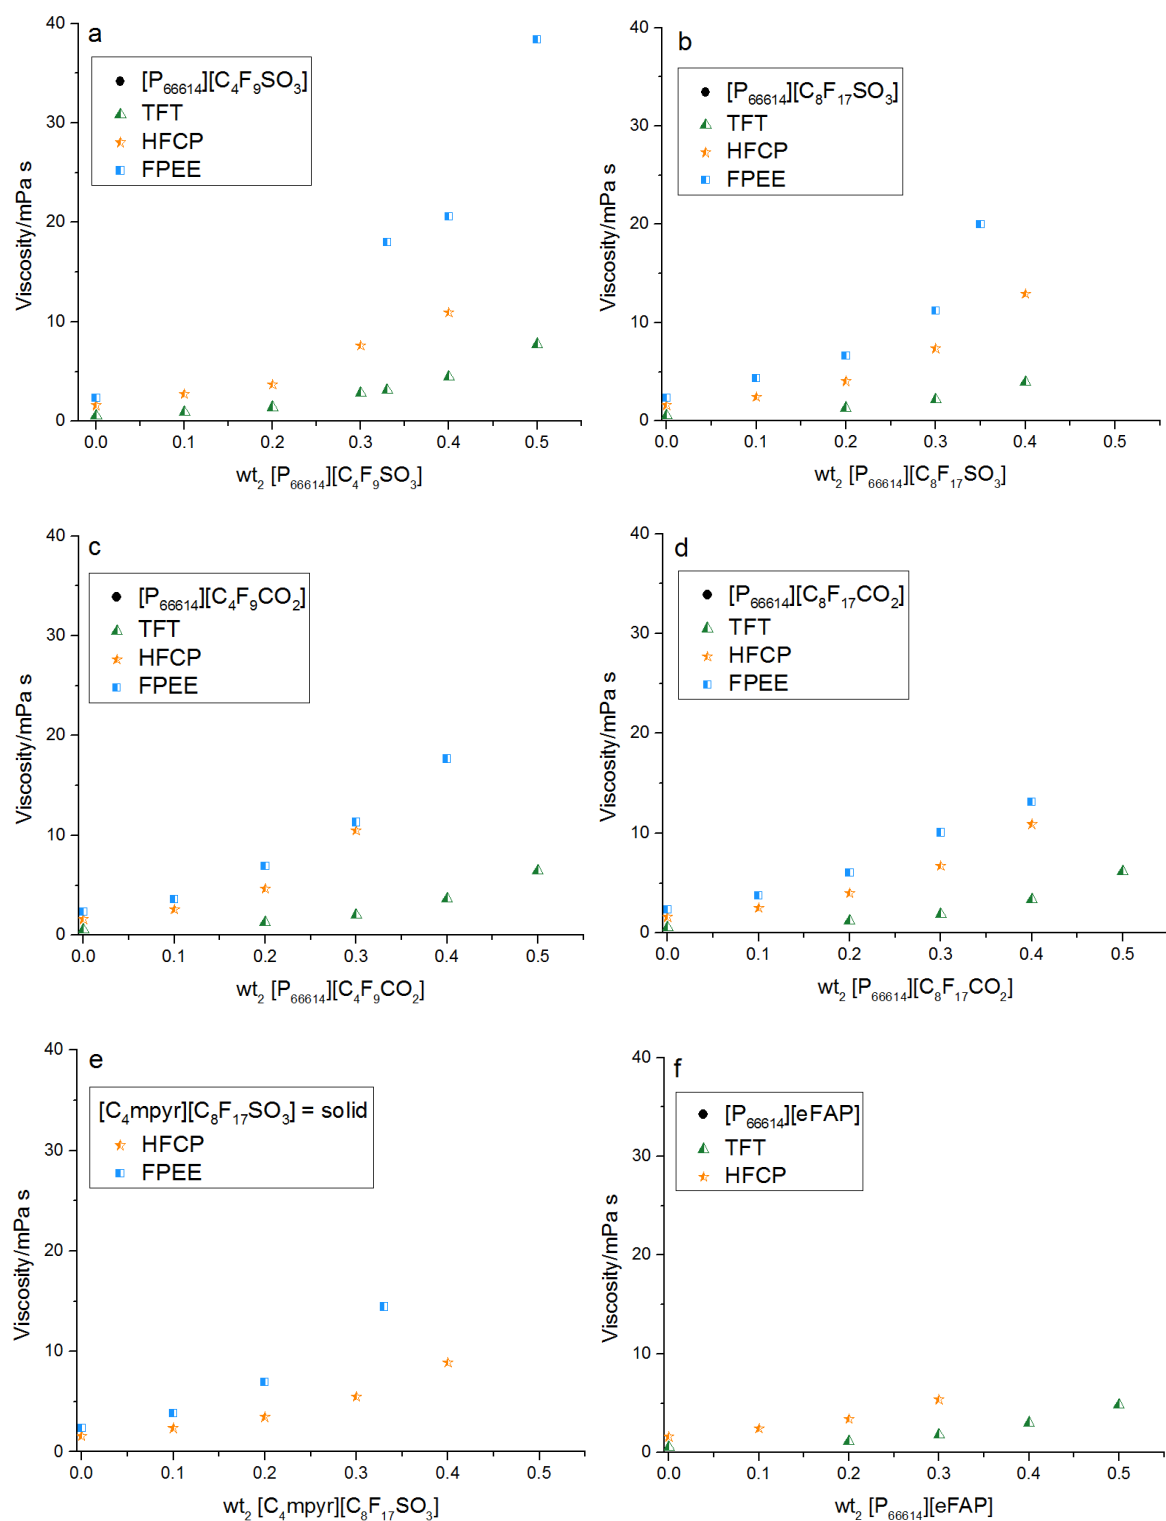 a
[P66614][C4F9SO3]
TFT
HFCP
FPEE
Viscosity/mPa s
40
30
20
10
0
0.0 0.1 0.2 0.3 0.4 0.5
wt2 [P66614][C4F9SO3]
b
[P66614][C8F17SO3]
TFT
HFCP
FPEE
Viscosity/mPa s
40
30
20
10
0
0.0 0.1 0.2 0.3 0.4 0.5
wt2 [P66614][C8F17SO3]
c
[P66614][C4F9CO2]
TFT
HFCP
FPEE
Viscosity/mPa s
40
30
20
10
0
0.0 0.1 0.2 0.3 0.4 0.5
wt2 [P66614][C4F9CO2]
d
[P66614][C8F17CO2]
TFT
HFCP
FPEE
Viscosity/mPa s
40
30
20
10
0
0.0 0.1 0.2 0.3 0.4 0.5
wt2 [P66614][C8F17CO2]
e
[C4mpyr][C8F17SO3] = solid
HFCP
FPEE
Viscosity/mPa s
40
30
20
10
0
0.0 0.1 0.2 0.3 0.4 0.5
wt2 [C4mpyr][C8F17SO3]
f
[P66614][eFAP]
TFT
HFCP
Viscosity/mPa s
40
30
20
10
0
0.0 0.1 0.2 0.3 0.4 0.5
wt2 [P66614][eFAP]